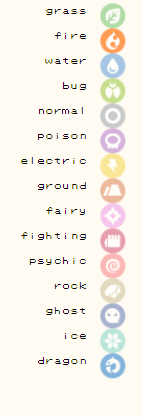 grass
fire
water
bug
normal
poison
electric
ground
fairy
fighting
psychic
rock
ghost
ice
dragon